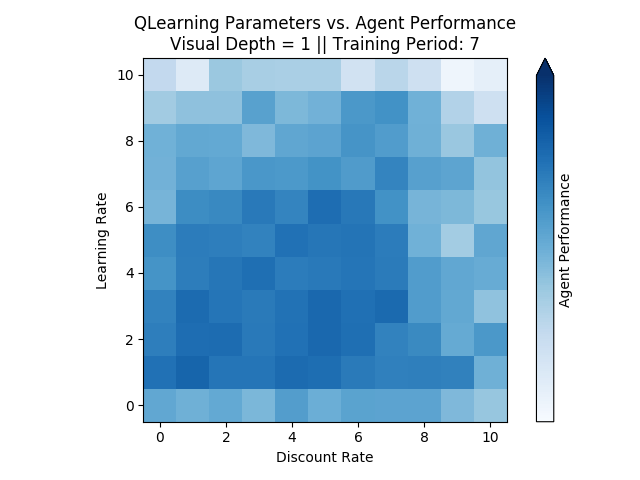 QLearning Parameters vs. Agent Performance
Visual Depth = 1 || Training Period: 7
10
8
6
4
2
0
Learning Rate
0 2 4 6 8 10
Discount Rate
Agent Performance